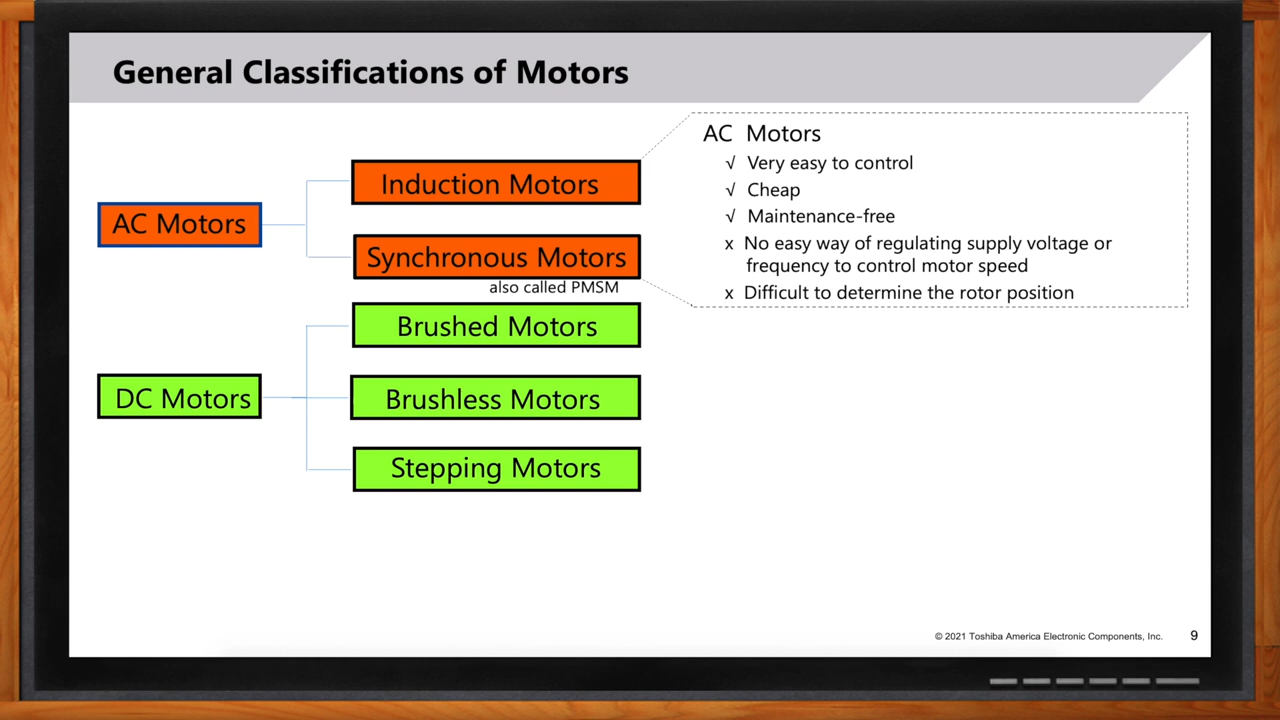 General Classifications of Motors
AC Motors
Induction Motors
Synchronous Motors
also called PMSM
DC Motors
Brushed Motors
Brushless Motors
Stepping Motors
AC Motors
√ Very easy to control
√ Cheap
√ Maintenance-free
x No easy way of regulating supply voltage or
frequency to control motor speed
x Difficult to determine the rotor position
© 2021 Toshiba America Electronic Components, Inc.
9